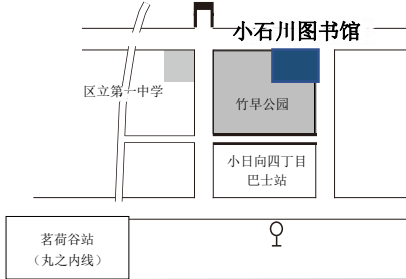 小石川图书馆
区立第一中学
竹早公园
小日向四丁目
巴士站
茗荷谷站
（丸之内线）